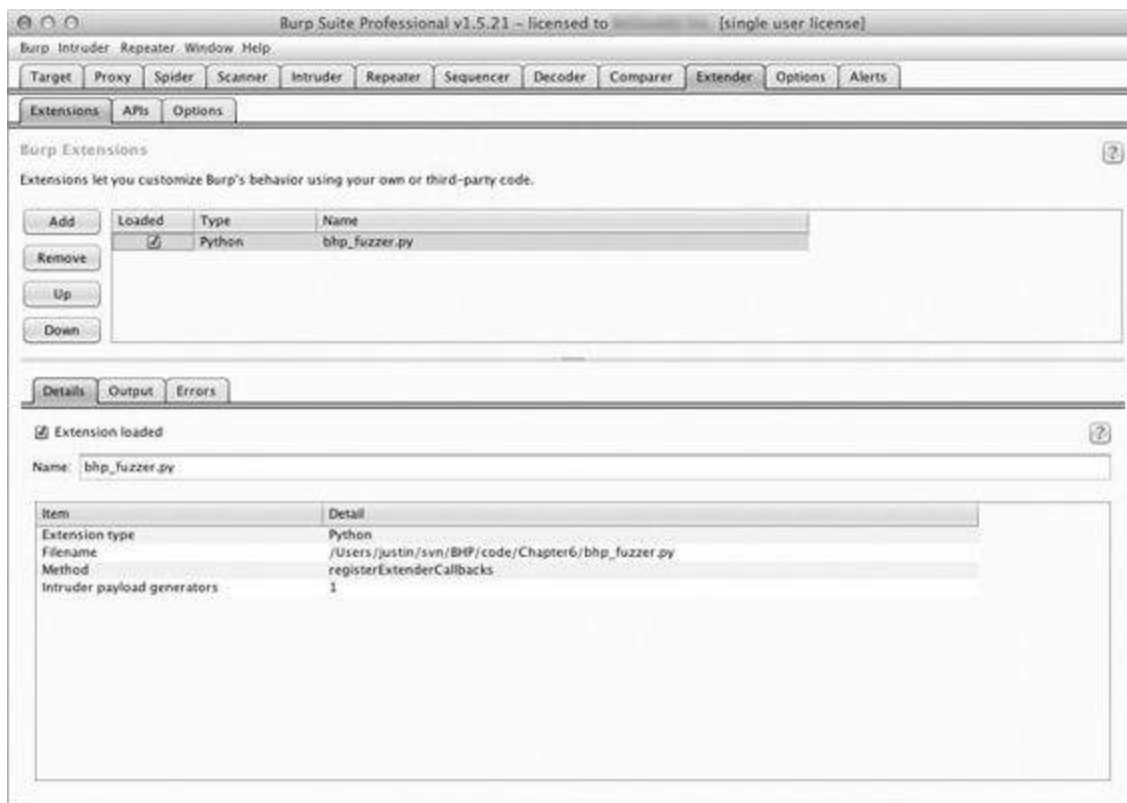 Burp Suite Professional v1.5.21 – licensed to [single user license]
Burp Intruder Repeater Window Help
Target Proxy Spider Scanner Intruder Repeater Sequencer Decoder Comparer Extender Options Alerts
Extensions APIs Options
Burp Extensions
?
Extensions let you customize Burp's behavior using your own or third-party code.
Add
Remove
Up
Down
Loaded Type Name
Python bhp_fuzzer.py
Details Output Errors
Extension loaded
?
Name: bhp_fuzzer.py
Item Detail
Extension type Python
Filename /Users/justin/svn/BHP/code/Chapter6/bhp_fuzzer.py
Method registerExtenderCallbacks
Intruder payload generators 1